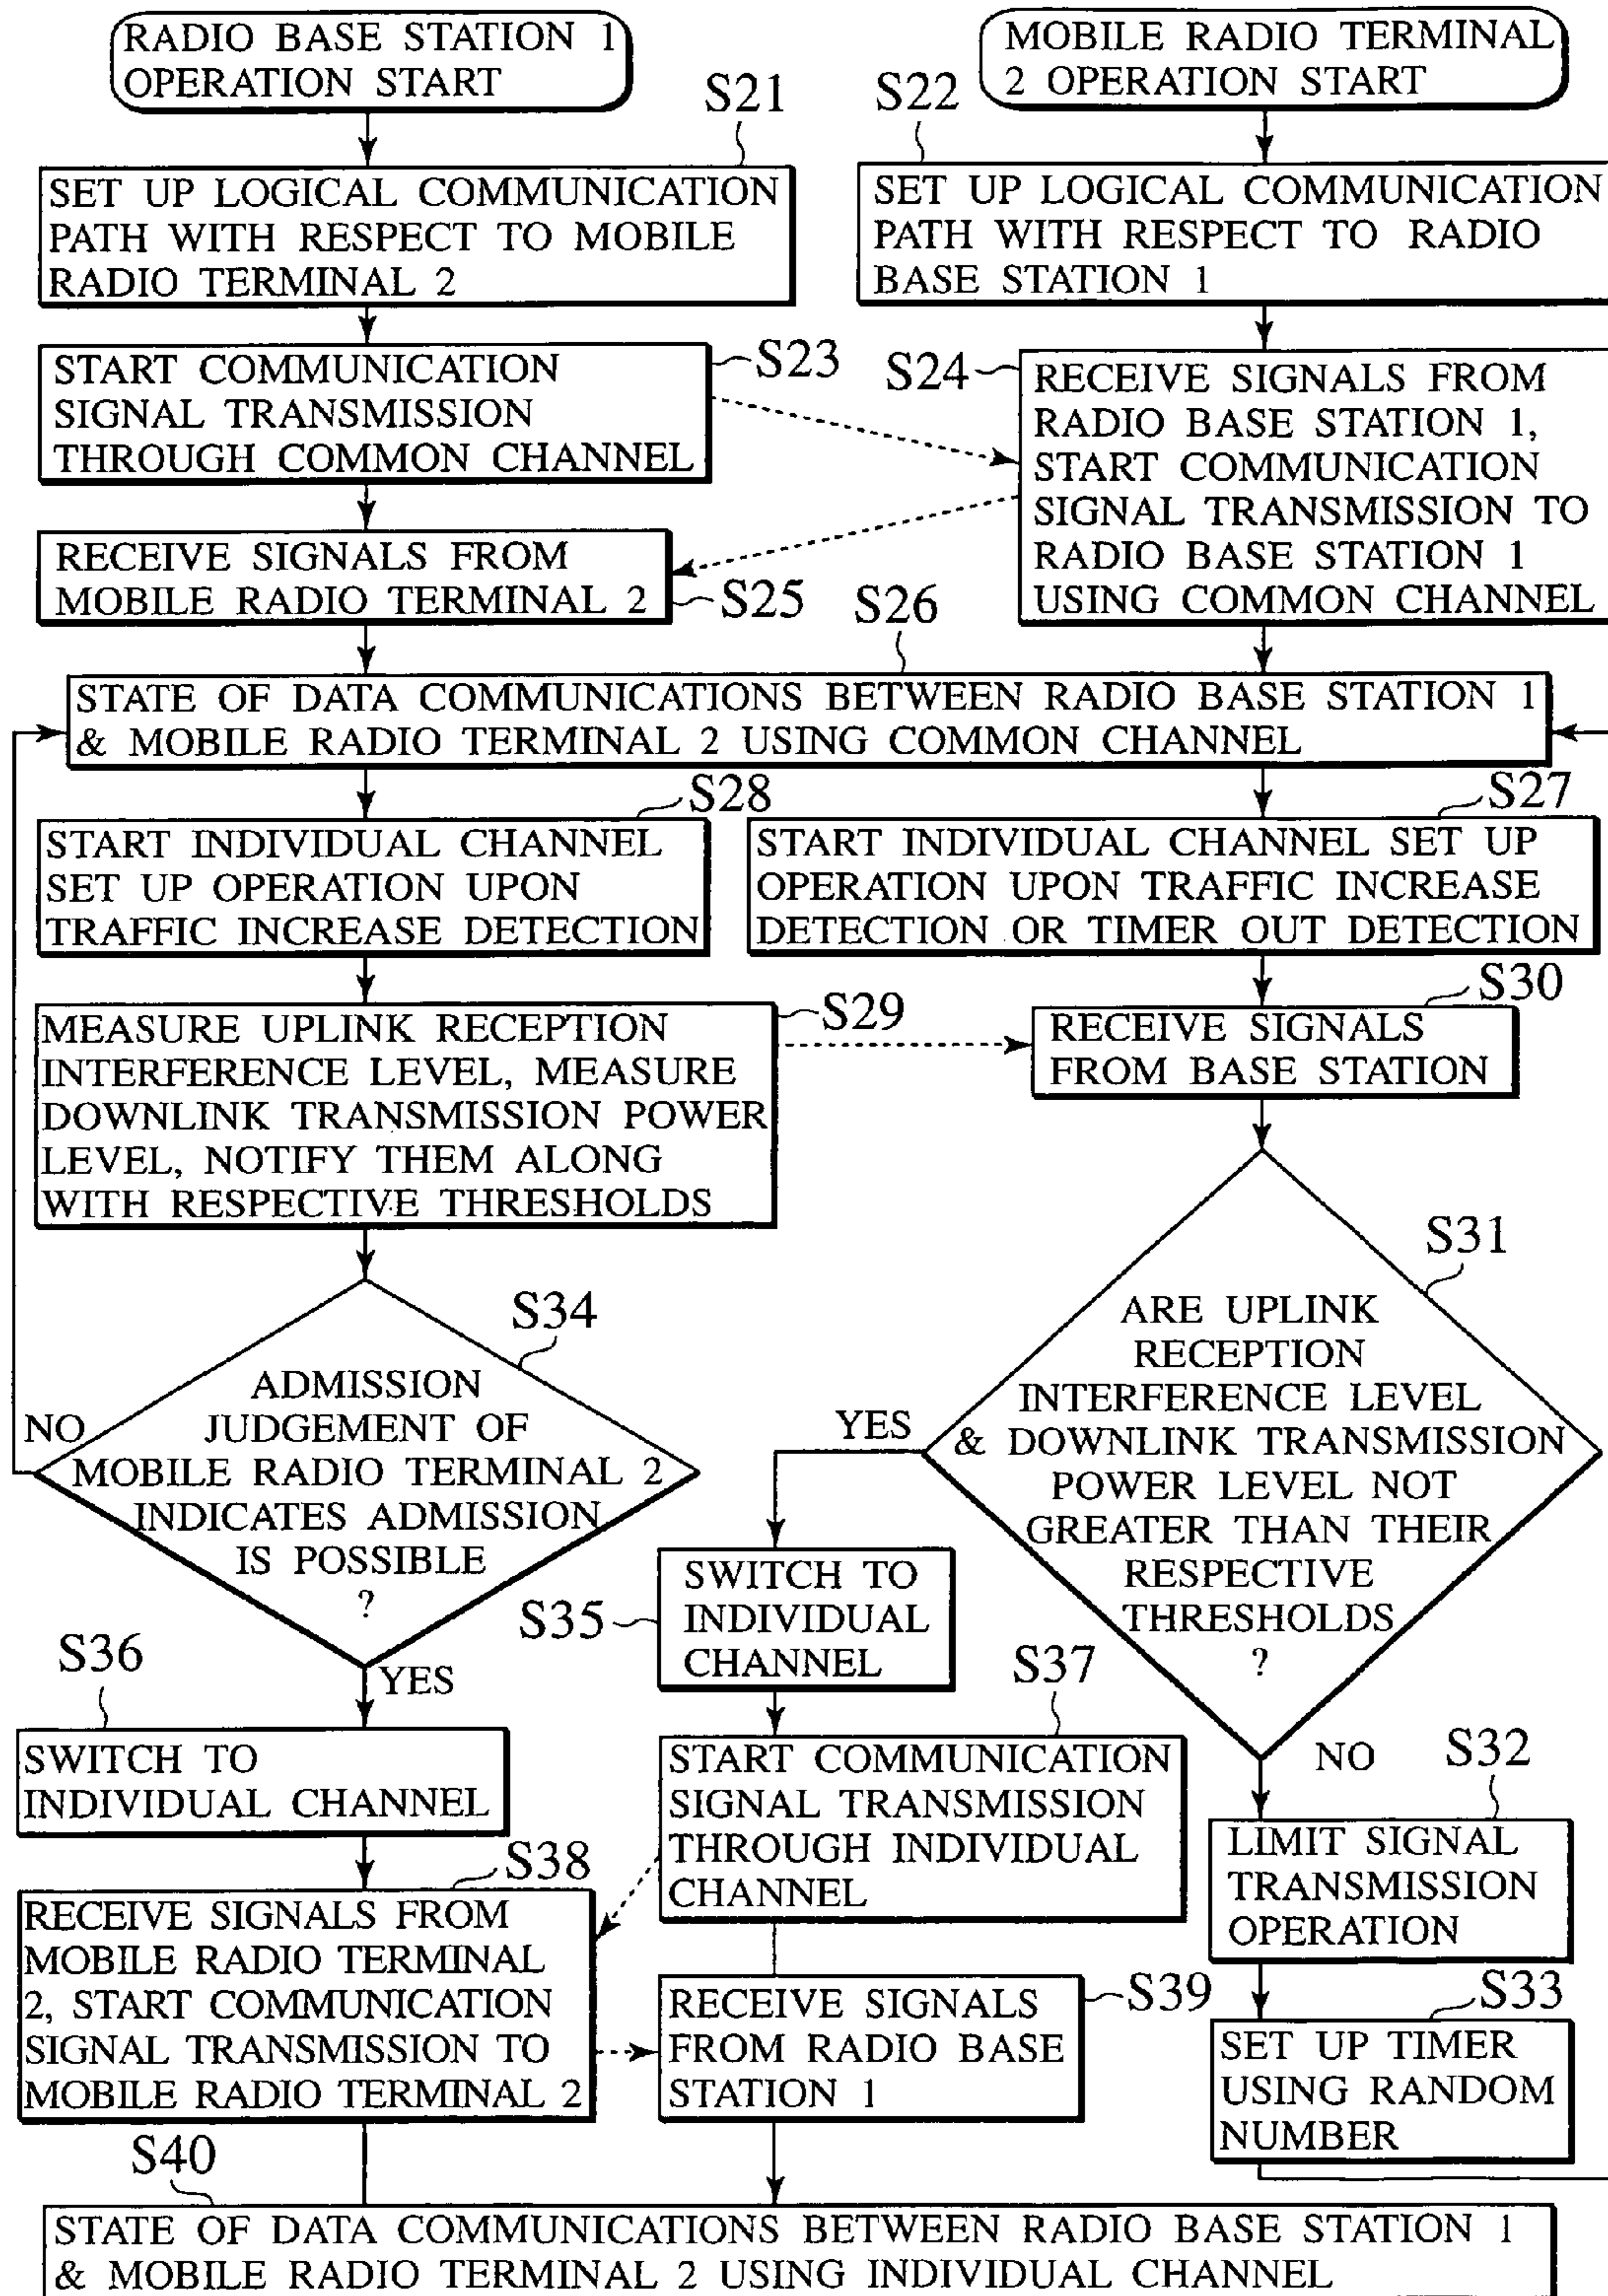 RADIO BASE STATION 1
OPERATION START
MOBILE RADIO TERMINAL
2 OPERATION START
S21
S22
SET UP LOGICAL COMMUNICATION
PATH WITH RESPECT TO MOBILE
RADIO TERMINAL 2
SET UP LOGICAL COMMUNICATION
PATH WITH RESPECT TO RADIO
BASE STATION 1
START COMMUNICATION
SIGNAL TRANSMISSION
THROUGH COMMON CHANNEL
S23
S24
RECEIVE SIGNALS FROM
RADIO BASE STATION 1,
START COMMUNICATION
SIGNAL TRANSMISSION TO
RADIO BASE STATION 1
USING COMMON CHANNEL
RECEIVE SIGNALS FROM
MOBILE RADIO TERMINAL 2
S25
S26
STATE OF DATA COMMUNICATIONS BETWEEN RADIO BASE STATION 1
& MOBILE RADIO TERMINAL 2 USING COMMON CHANNEL
S28
S27
START INDIVIDUAL CHANNEL
SET UP OPERATION UPON
TRAFFIC INCREASE DETECTION
START INDIVIDUAL CHANNEL SET UP
OPERATION UPON TRAFFIC INCREASE
DETECTION OR TIMER OUT DETECTION
S29
S30
MEASURE UPLINK RECEPTION
INTERFERENCE LEVEL, MEASURE
DOWNLINK TRANSMISSION POWER
LEVEL, NOTIFY THEM ALONG
WITH RESPECTIVE THRESHOLDS
RECEIVE SIGNALS
FROM BASE STATION
S34
ADMISSION
JUDGEMENT OF
MOBILE RADIO TERMINAL 2
INDICATES ADMISSION
IS POSSIBLE
?
NO
YES
S31
ARE UPLINK
RECEPTION
INTERFERENCE LEVEL
& DOWNLINK TRANSMISSION
POWER LEVEL NOT
GREATER THAN THEIR
RESPECTIVE
THRESHOLDS
?
YES
NO
S35
SWITCH TO
INDIVIDUAL
CHANNEL
S36
SWITCH TO
INDIVIDUAL CHANNEL
S37
START COMMUNICATION
SIGNAL TRANSMISSION
THROUGH INDIVIDUAL
CHANNEL
S32
LIMIT SIGNAL
TRANSMISSION
OPERATION
S38
RECEIVE SIGNALS FROM
MOBILE RADIO TERMINAL
2, START COMMUNICATION
SIGNAL TRANSMISSION TO
MOBILE RADIO TERMINAL 2
S39
RECEIVE SIGNALS
FROM RADIO BASE
STATION 1
S33
SET UP TIMER
USING RANDOM
NUMBER
S40
STATE OF DATA COMMUNICATIONS BETWEEN RADIO BASE STATION 1
& MOBILE RADIO TERMINAL 2 USING INDIVIDUAL CHANNEL